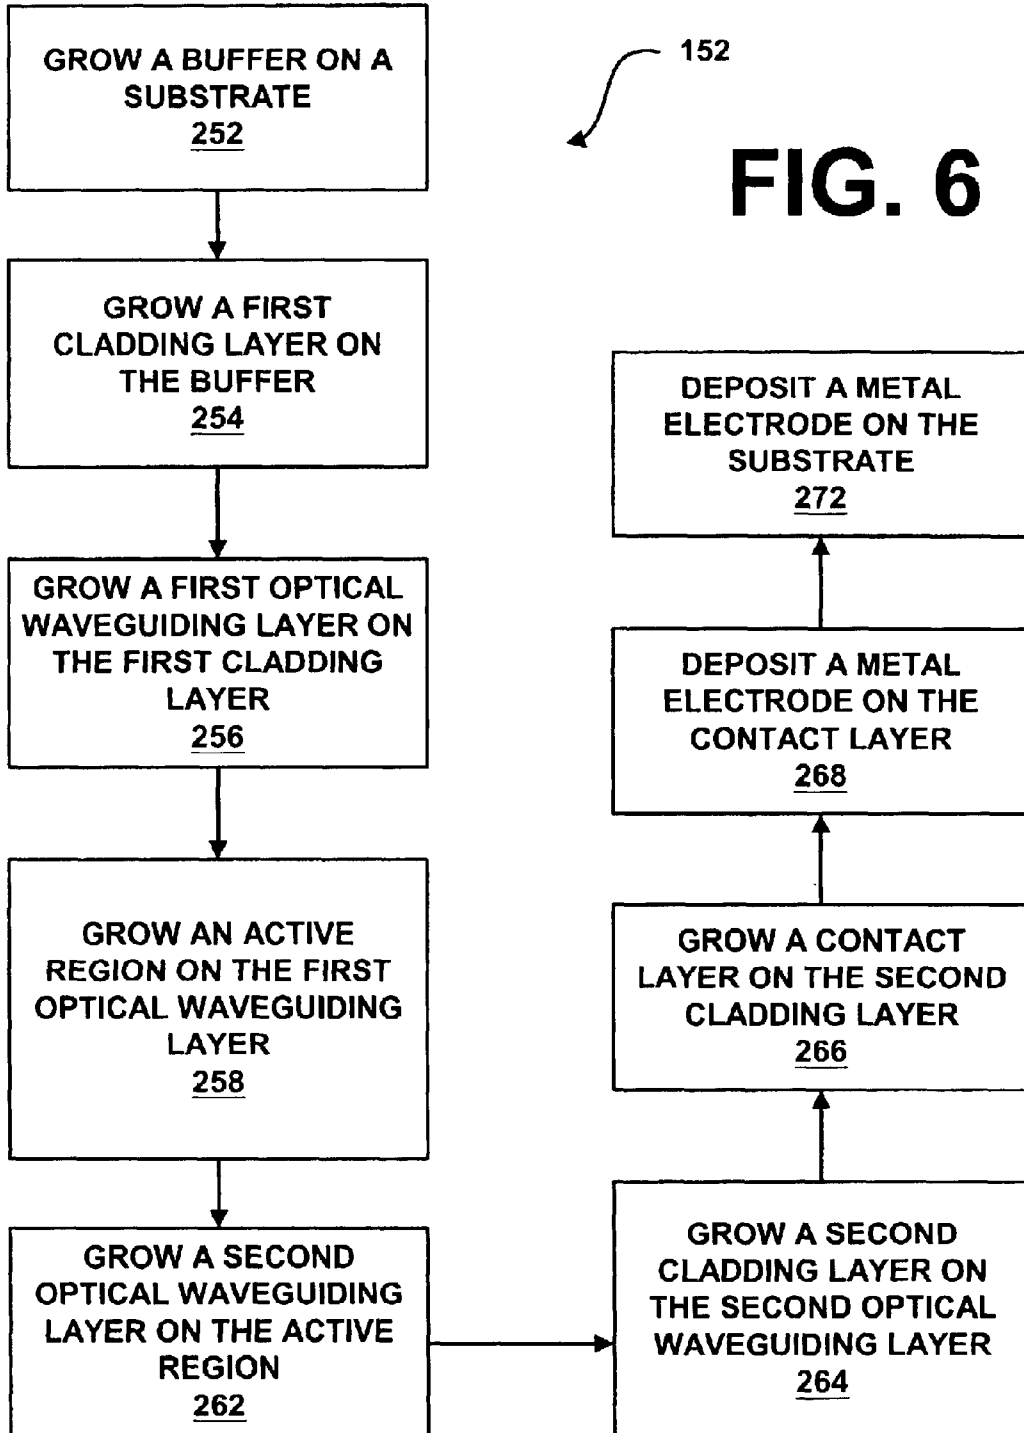 GROW A BUFFER ON A
SUBSTRATE
252
152
FIG. 6
GROW A FIRST
CLADDING LAYER ON
THE BUFFER
254
GROW A FIRST OPTICAL
WAVEGUIDING LAYER ON
THE FIRST CLADDING
LAYER
256
GROW AN ACTIVE
REGION ON THE FIRST
OPTICAL WAVEGUIDING
LAYER
258
GROW A SECOND
OPTICAL WAVEGUIDING
LAYER ON THE ACTIVE
REGION
262
GROW A SECOND
CLADDING LAYER ON
THE SECOND OPTICAL
WAVEGUIDING LAYER
264
GROW A CONTACT
LAYER ON THE SECOND
CLADDING LAYER
266
DEPOSIT A METAL
ELECTRODE ON THE
CONTACT LAYER
268
DEPOSIT A METAL
ELECTRODE ON THE
SUBSTRATE
272